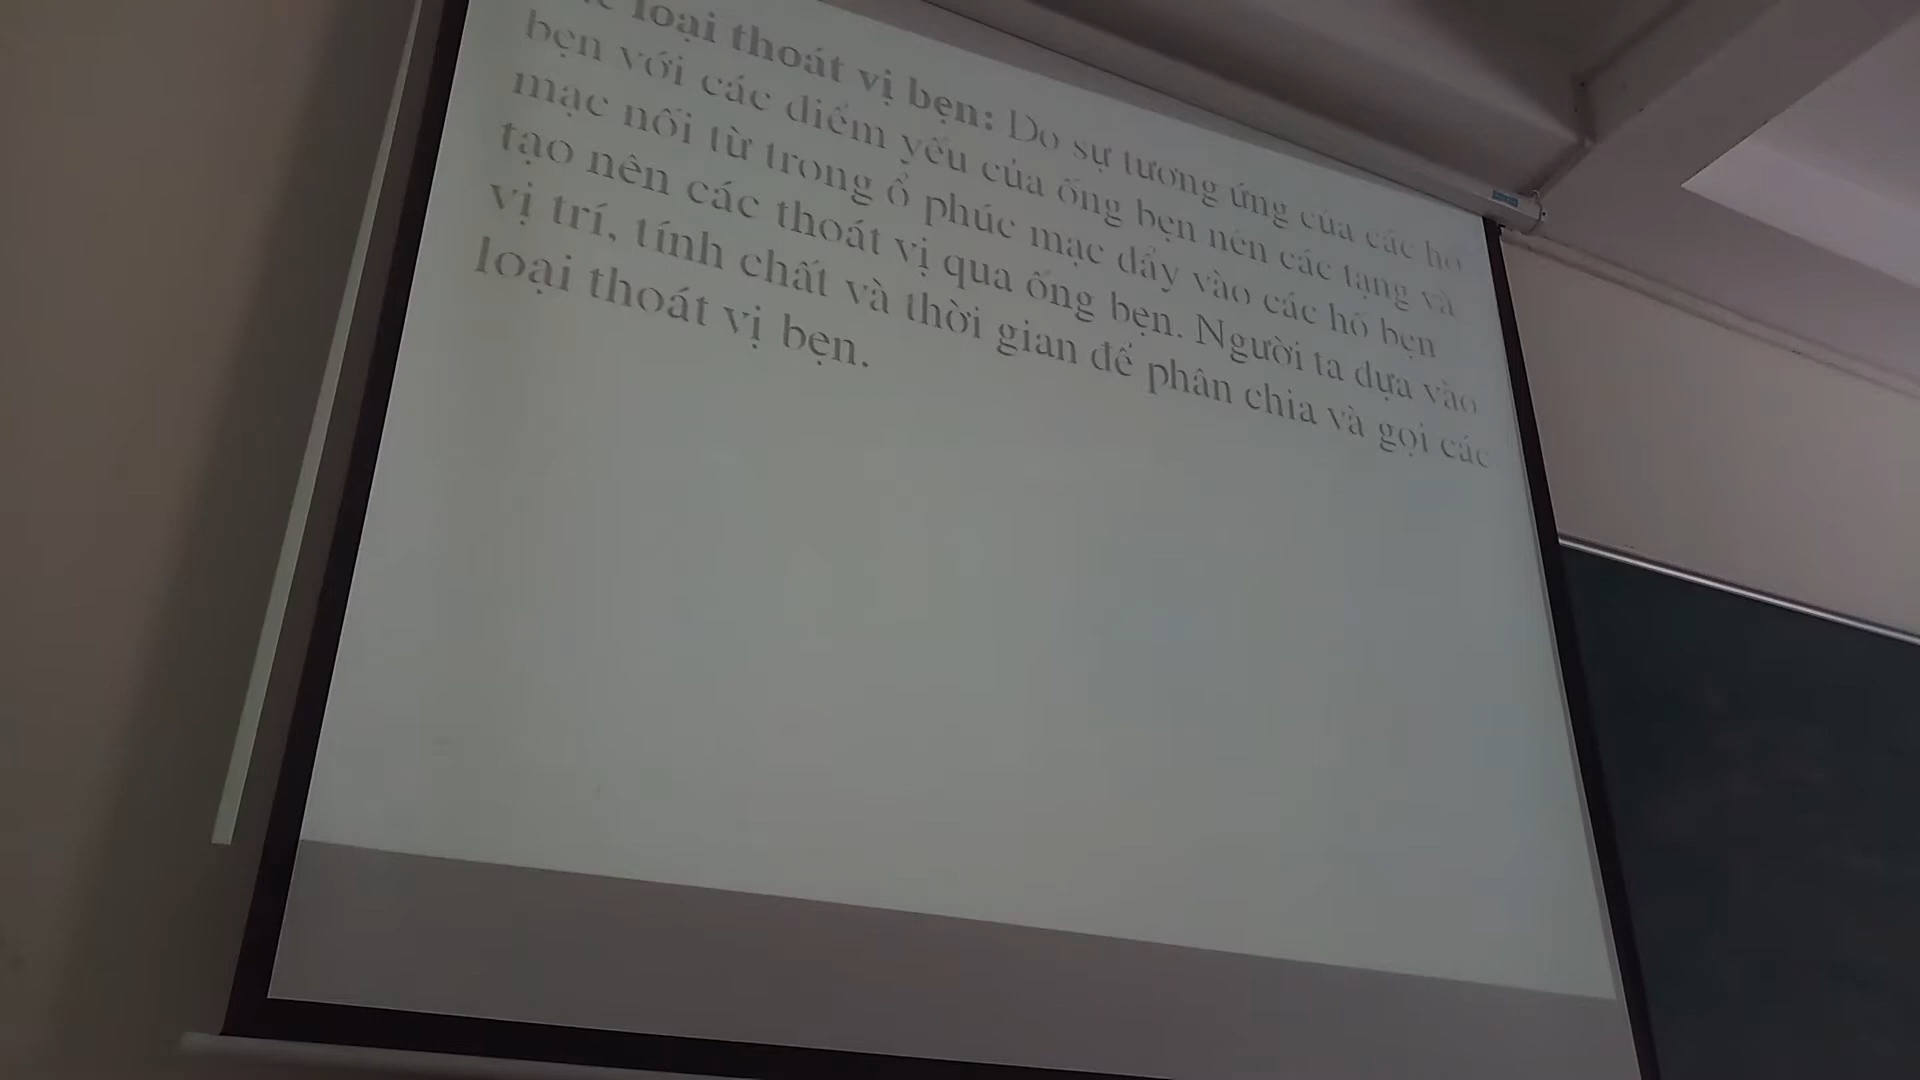 loại thoát vị bẹn: Do sự tương ứng của các hố
bẹn với các điểm yếu của ống bẹn nên các tạng và
mạc nối từ trong ổ phúc mạc đẩy vào các hố bẹn
tạo nên các thoát vị qua ống bẹn. Người ta dựa vào
vị trí, tính chất và thời gian để phân chia và gọi các
loại thoát vị bẹn.